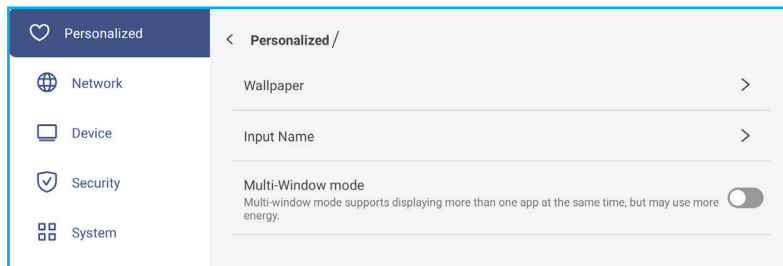 Personalized
Network
Device
Security
System
< Personalized /
Wallpaper >
Input Name >
Multi-Window mode
Multi-window mode supports displaying more than one app at the same time, but may use more
energy.